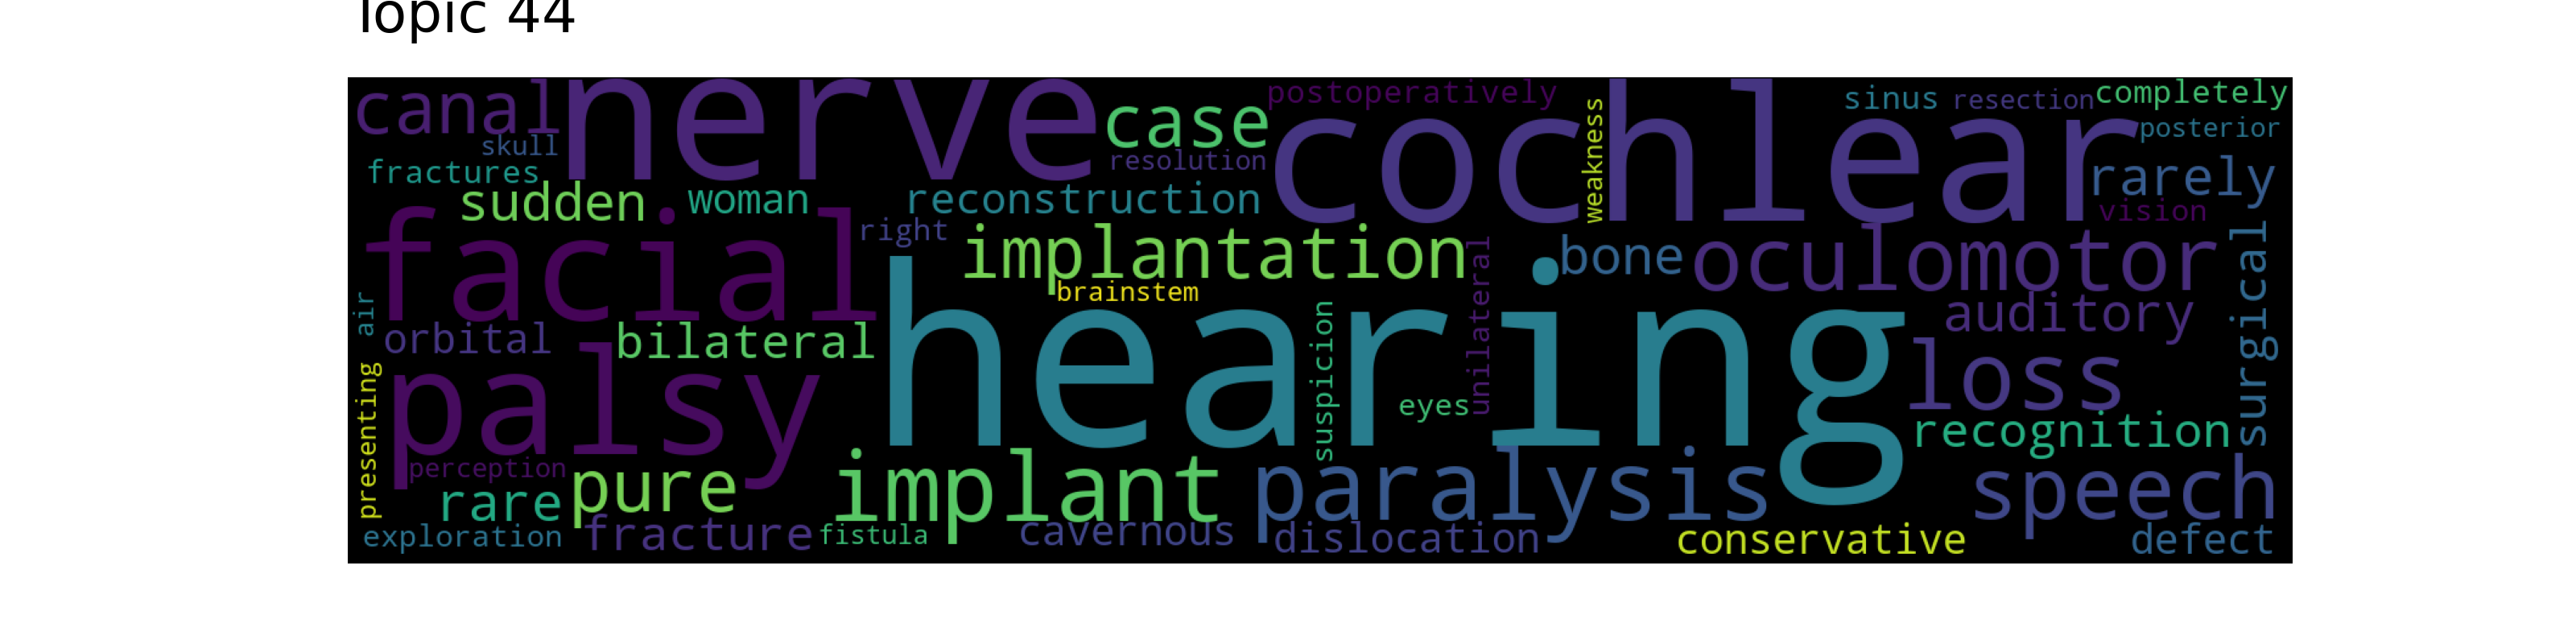 Topic 44
canal
nerve
case
postoperatively
cochlear
weakness
sinus
resection
completely
skull
resolution
posterior
fractures
sudden
woman
reconstruction
rarely
vision
facial
right
implantation
unilateral
bone
oculomotor
surgical
brainstem
air
orbital
bilateral
hearing
suspicion
eyes
auditory
loss
presenting
palsy
recognition
perception
rare
pure
implant
paralysis
speech
exploration
fracture
fistula
cavernous
dislocation
conservative
defect